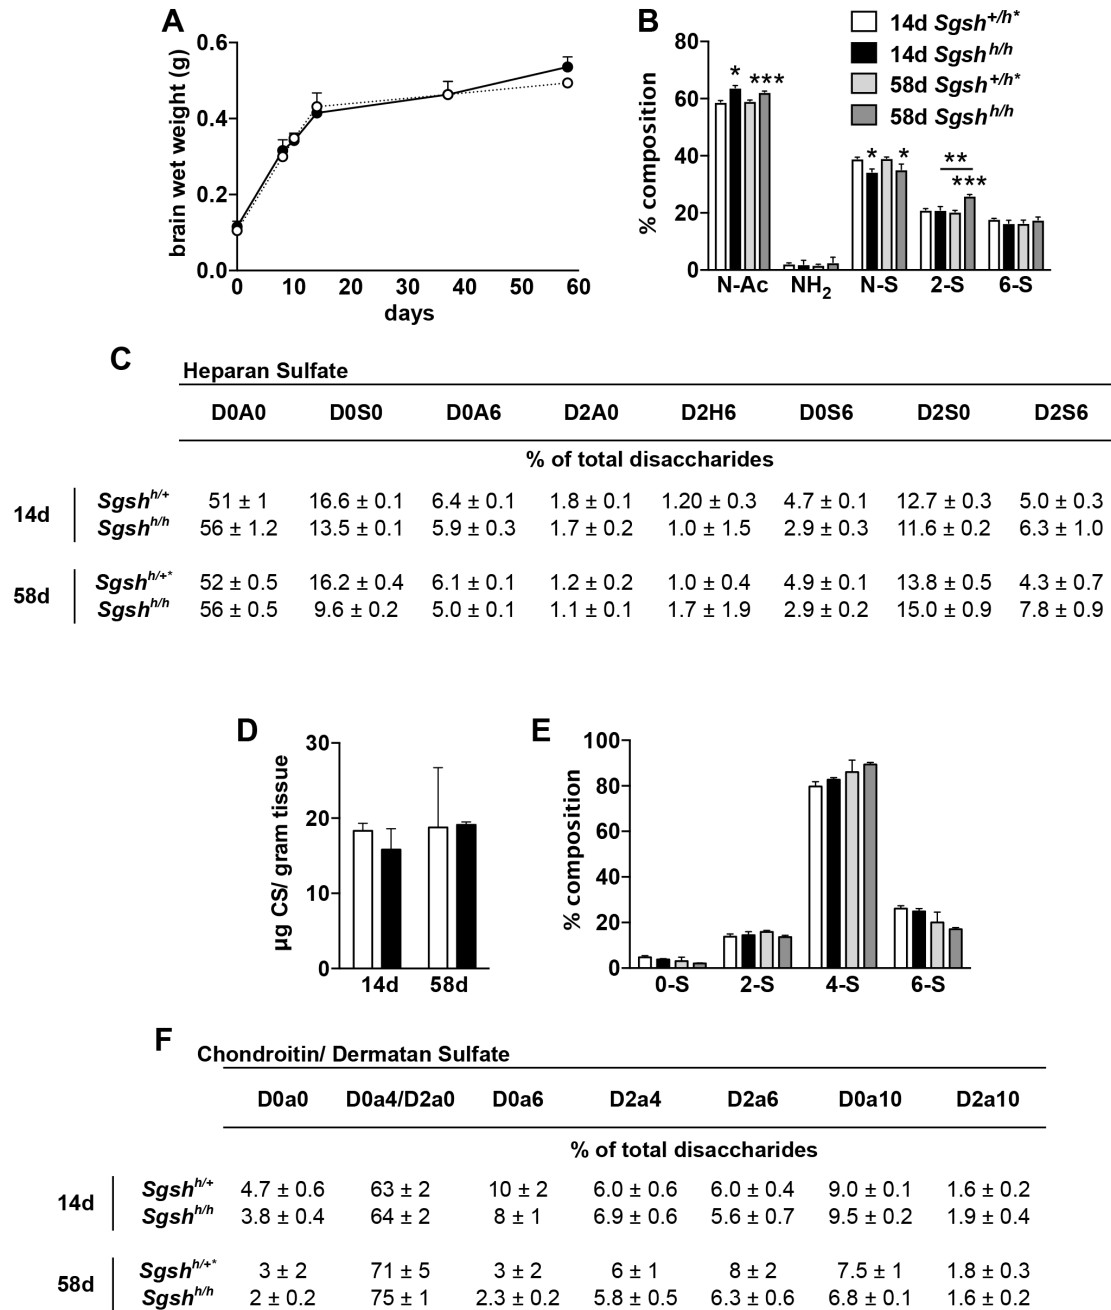 A
brain wet weight (g)
0.6
0.4
0.2
0.0
0 10 20 30 40 50 60
days
B
14d Sgsh+/h*
14d Sgshh/h
58d Sgsh+/h*
58d Sgshh/h
% composition
80
60
40
20
0
* ***
* *
**
***
N-Ac NH2 N-S 2-S 6-S
C
Heparan Sulfate
D0A0 D0S0 D0A6 D2A0 D2H6 D0S6 D2S0 D2S6
% of total disaccharides
14d
Sgshh/+ 51 ± 1 16.6 ± 0.1 6.4 ± 0.1 1.8 ± 0.1 1.20 ± 0.3 4.7 ± 0.1 12.7 ± 0.3 5.0 ± 0.3
Sgshh/h 56 ± 1.2 13.5 ± 0.1 5.9 ± 0.3 1.7 ± 0.2 1.0 ± 1.5 2.9 ± 0.3 11.6 ± 0.2 6.3 ± 1.0
58d
Sgshh/+* 52 ± 0.5 16.2 ± 0.4 6.1 ± 0.1 1.2 ± 0.2 1.0 ± 0.4 4.9 ± 0.1 13.8 ± 0.5 4.3 ± 0.7
Sgshh/h 56 ± 0.5 9.6 ± 0.2 5.0 ± 0.1 1.1 ± 0.1 1.7 ± 1.9 2.9 ± 0.2 15.0 ± 0.9 7.8 ± 0.9
D
µg CS/ gram tissue
30
20
10
0
14d 58d
E
% composition
100
80
60
40
20
0
0-S 2-S 4-S 6-S
F
Chondroitin/ Dermatan Sulfate
D0a0 D0a4/D2a0 D0a6 D2a4 D2a6 D0a10 D2a10
% of total disaccharides
14d
Sgshh/+ 4.7 ± 0.6 63 ± 2 10 ± 2 6.0 ± 0.6 6.0 ± 0.4 9.0 ± 0.1 1.6 ± 0.2
Sgshh/h 3.8 ± 0.4 64 ± 2 8 ± 1 6.9 ± 0.6 5.6 ± 0.7 9.5 ± 0.2 1.9 ± 0.4
58d
Sgshh/+* 3 ± 2 71 ± 5 3 ± 2 6 ± 1 8 ± 2 7.5 ± 1 1.8 ± 0.3
Sgshh/h 2 ± 0.2 75 ± 1 2.3 ± 0.2 5.8 ± 0.5 6.3 ± 0.6 6.8 ± 0.1 1.6 ± 0.2